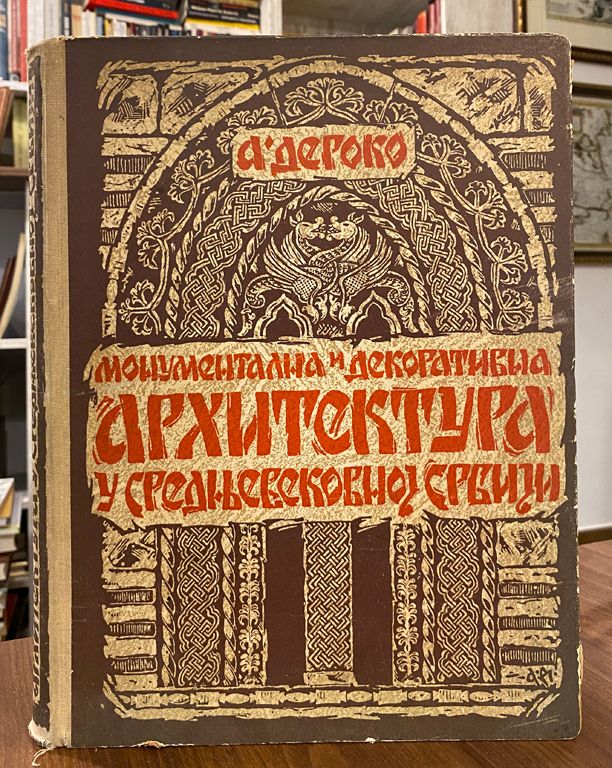 А·ДЕРОКО
МОНУМЕНТАЛНА И ДЕКОРАТИВНА
АРХИТЕКТУРА
У СРЕДЊЕВЕКОВНОЈ СРБИЈИ